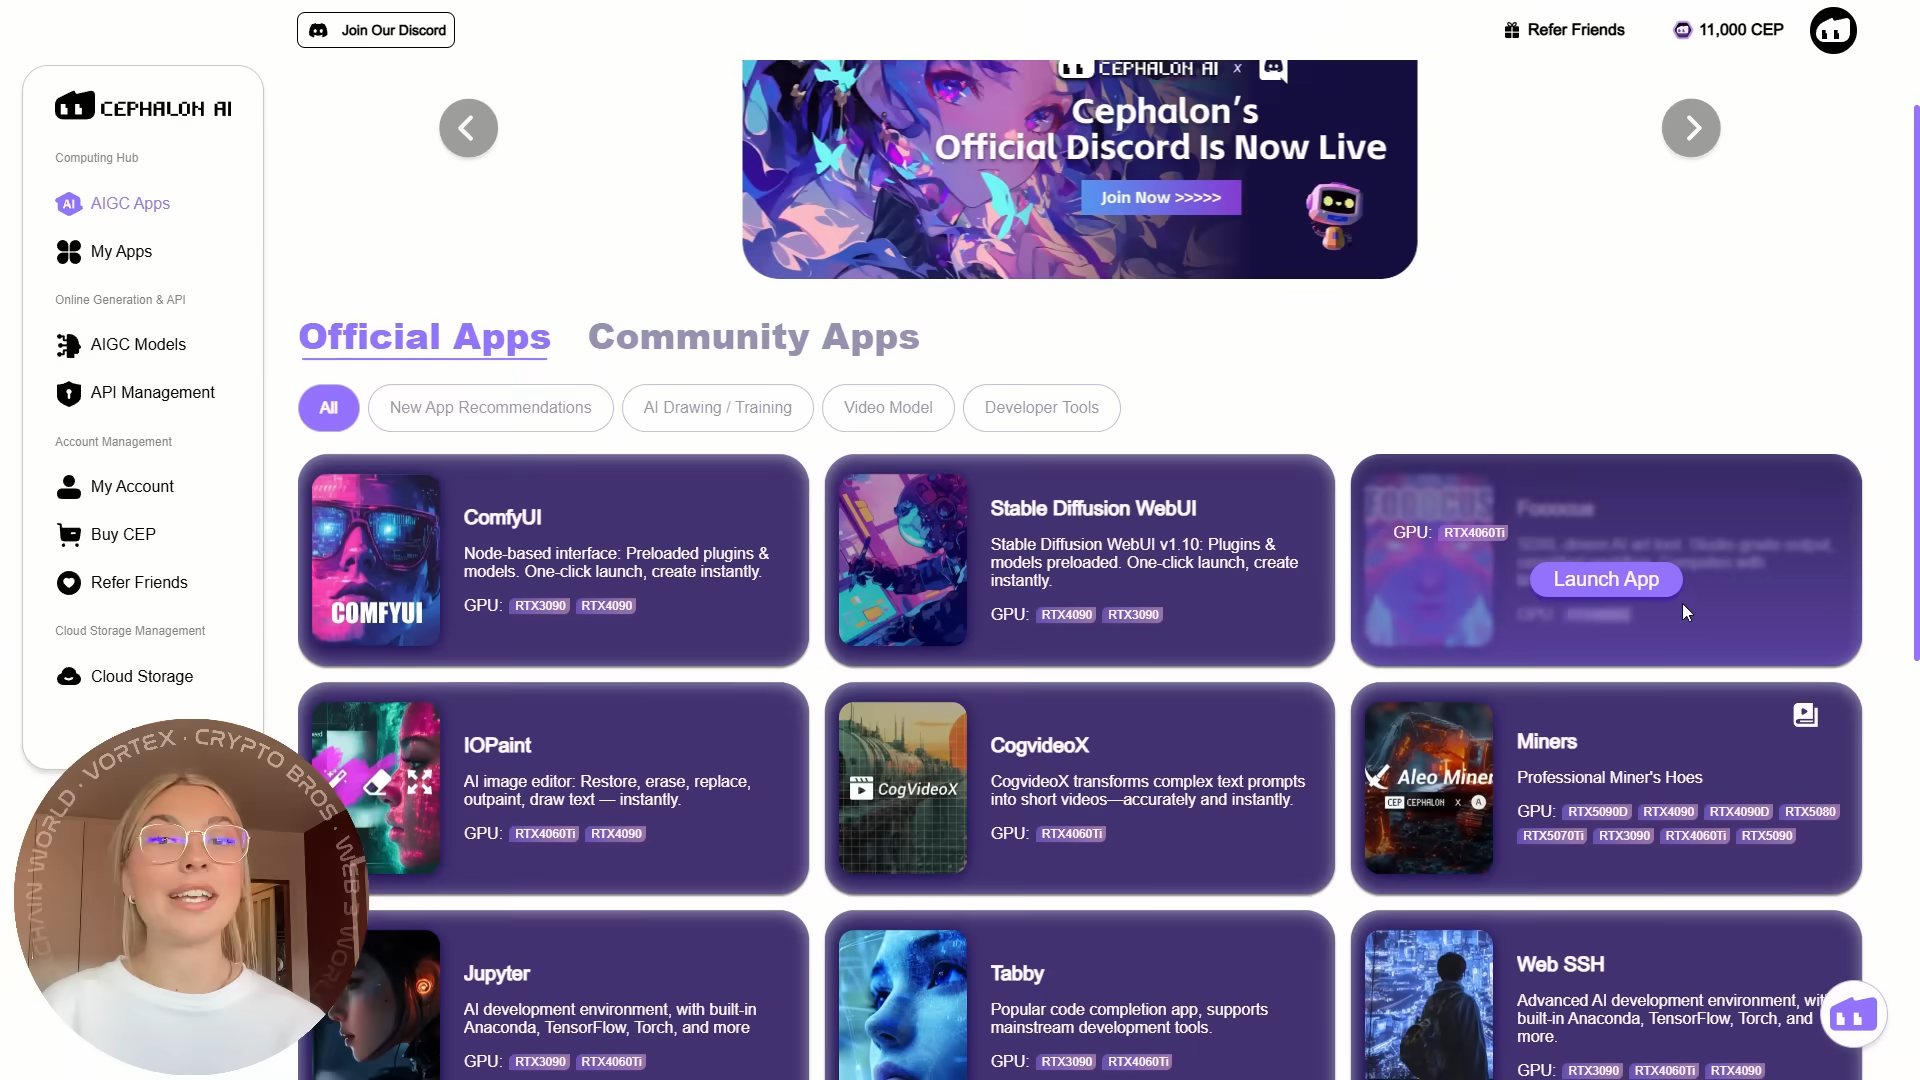 Join Our Discord
Refer Friends
11,000 CEP
CEPHALON AI
Computing Hub
AI AIGC Apps
My Apps
Online Generation & API
AIGC Models
API Management
Account Management
My Account
Buy CEP
Refer Friends
Cloud Storage Management
Cloud Storage
CEPHALON AI x
Cephalon's
Official Discord Is Now Live
Join Now >>>>>
Official Apps
Community Apps
All
New App Recommendations
AI Drawing / Training
Video Model
Developer Tools
COMFYUI
ComfyUI
Node-based interface: Preloaded plugins &
models. One-click launch, create instantly.
GPU: RTX3090 RTX4090
Stable Diffusion WebUI
Stable Diffusion WebUI v1.10: Plugins &
models preloaded. One-click launch, create
instantly.
GPU: RTX4090 RTX3090
FOOOCUS
Fooocus
GPU: RTX4060Ti
Launch App
IOPaint
AI image editor: Restore, erase, replace,
outpaint, draw text — instantly.
GPU: RTX4060Ti RTX4090
CogVideoX
CogvideoX
CogvideoX transforms complex text prompts
into short videos—accurately and instantly.
GPU: RTX4060Ti
Aleo Miner
CEP CEPHALON X A
Miners
Professional Miner's Hoes
GPU: RTX5090D RTX4090 RTX4090D RTX5080
RTX5070Ti RTX3090 RTX4060Ti RTX5090
Jupyter
AI development environment, with built-in
Anaconda, TensorFlow, Torch, and more
GPU: RTX3090 RTX4060Ti
Tabby
Popular code completion app, supports
mainstream development tools.
GPU: RTX3090 RTX4060Ti
Web SSH
Advanced AI development environment, with
built-in Anaconda, TensorFlow, Torch, and
more.
GPU: RTX3090 RTX4060Ti RTX4090
CHAIN WORLD · VORTEX · CRYPTO BROS · WEB 3 WORL